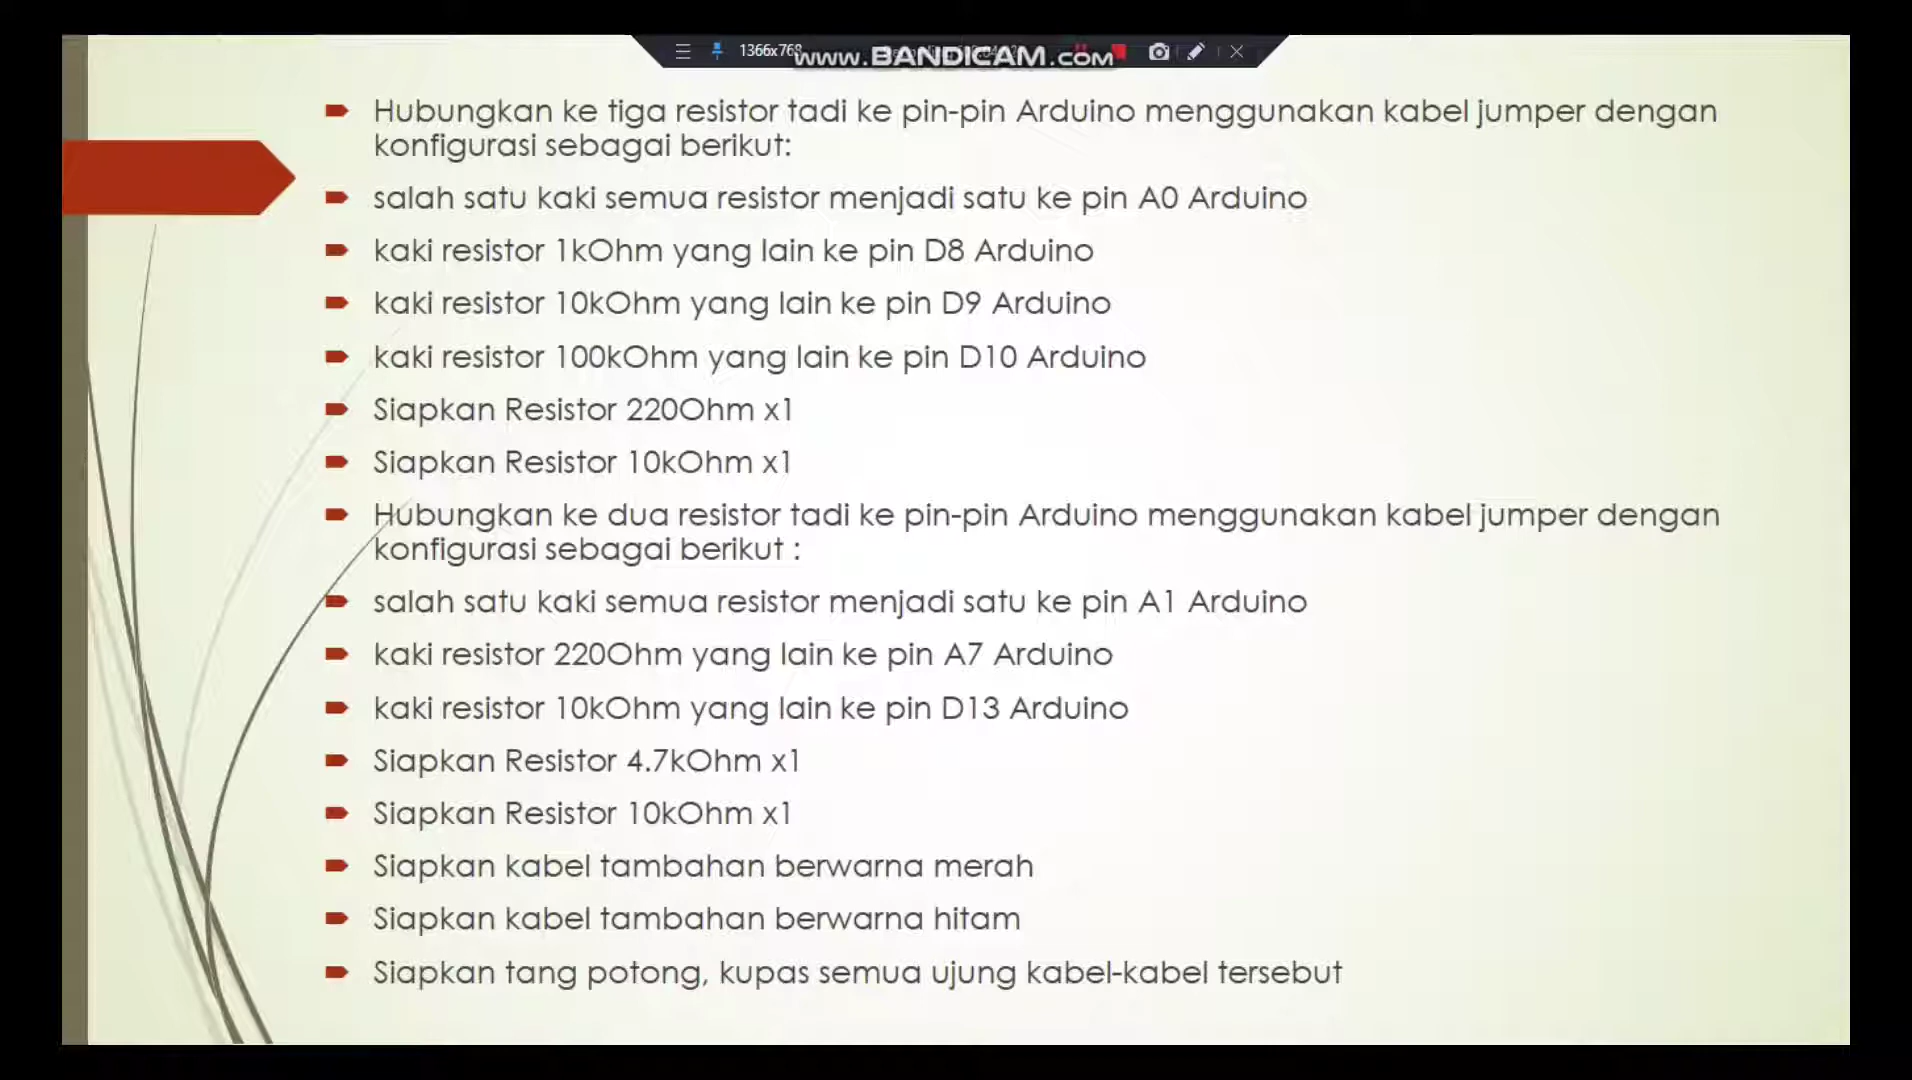 1366x768
www.BANDICAM.com
Hubungkan ke tiga resistor tadi ke pin-pin Arduino menggunakan kabel jumper dengan
konfigurasi sebagai berikut:
salah satu kaki semua resistor menjadi satu ke pin A0 Arduino
kaki resistor 1kOhm yang lain ke pin D8 Arduino
kaki resistor 10kOhm yang lain ke pin D9 Arduino
kaki resistor 100kOhm yang lain ke pin D10 Arduino
Siapkan Resistor 220Ohm x1
Siapkan Resistor 10kOhm x1
Hubungkan ke dua resistor tadi ke pin-pin Arduino menggunakan kabel jumper dengan
konfigurasi sebagai berikut :
salah satu kaki semua resistor menjadi satu ke pin A1 Arduino
kaki resistor 220Ohm yang lain ke pin A7 Arduino
kaki resistor 10kOhm yang lain ke pin D13 Arduino
Siapkan Resistor 4.7kOhm x1
Siapkan Resistor 10kOhm x1
Siapkan kabel tambahan berwarna merah
Siapkan kabel tambahan berwarna hitam
Siapkan tang potong, kupas semua ujung kabel-kabel tersebut